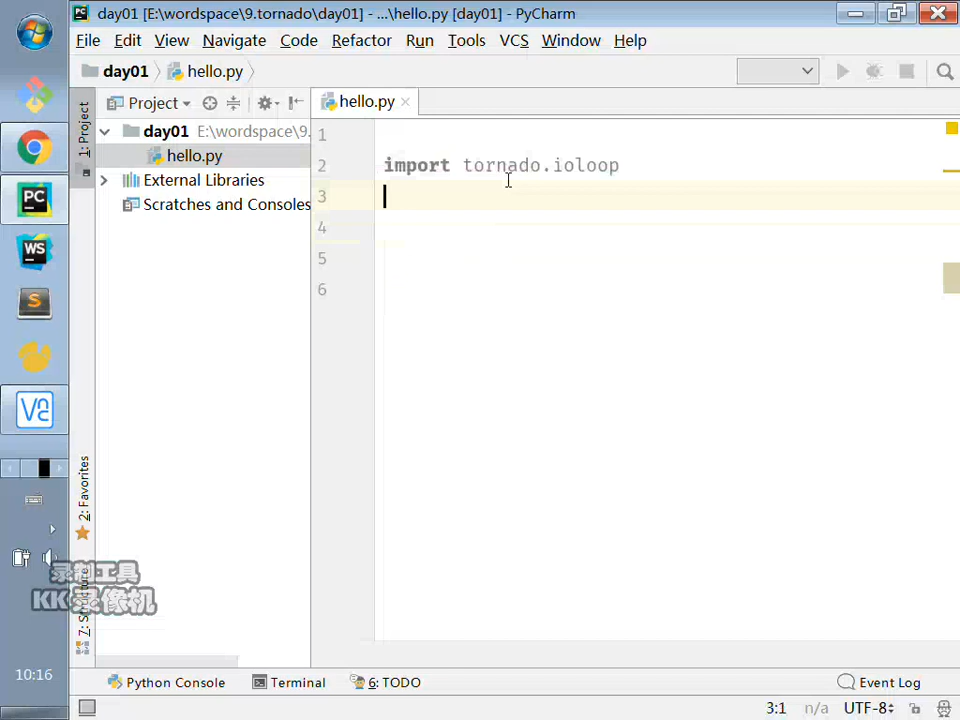 day01 [E:\wordspace\9.tornado\day01] - ...\hello.py [day01] - PyCharm
File Edit View Navigate Code Refactor Run Tools VCS Window Help
day01 hello.py
1: Project
Project
hello.py
day01 E:\wordspace\9.
hello.py
External Libraries
Scratches and Consoles
1
2 import tornado.ioloop
3
4
5
6
PC
WS
S
2: Favorites
7: Structure
录制工具
KK录像机
10:16
Python Console Terminal 6: TODO Event Log
3:1 n/a UTF-8